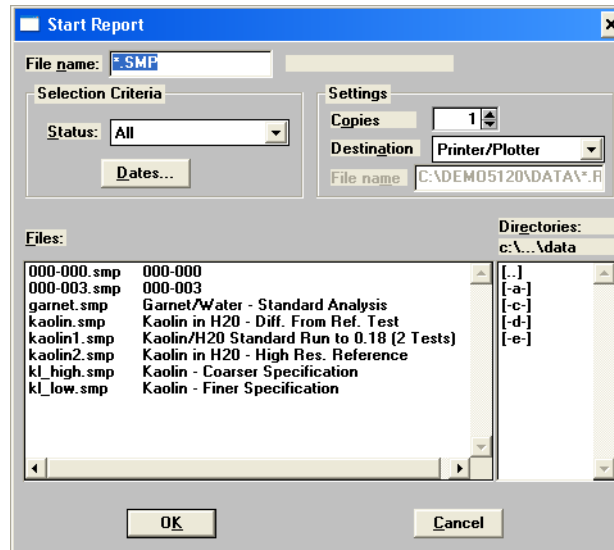 Start Report
File name: *.SMP
Selection Criteria
Status: All
Dates...
Settings
Copies 1
Destination Printer/Plotter
File name C:\DEMO5120\DATA\*.R
Files:
Directories:
c:\...\data
000-000.smp 000-000
000-003.smp 000-003
garnet.smp Garnet/Water - Standard Analysis
kaolin.smp Kaolin in H20 - Diff. From Ref. Test
kaolin1.smp Kaolin/H20 Standard Run to 0.18 (2 Tests)
kaolin2.smp Kaolin in H20 - High Res. Reference
kl_high.smp Kaolin - Coarser Specification
kl_low.smp Kaolin - Finer Specification
[..]
[-a-]
[-c-]
[-d-]
[-e-]
OK
Cancel